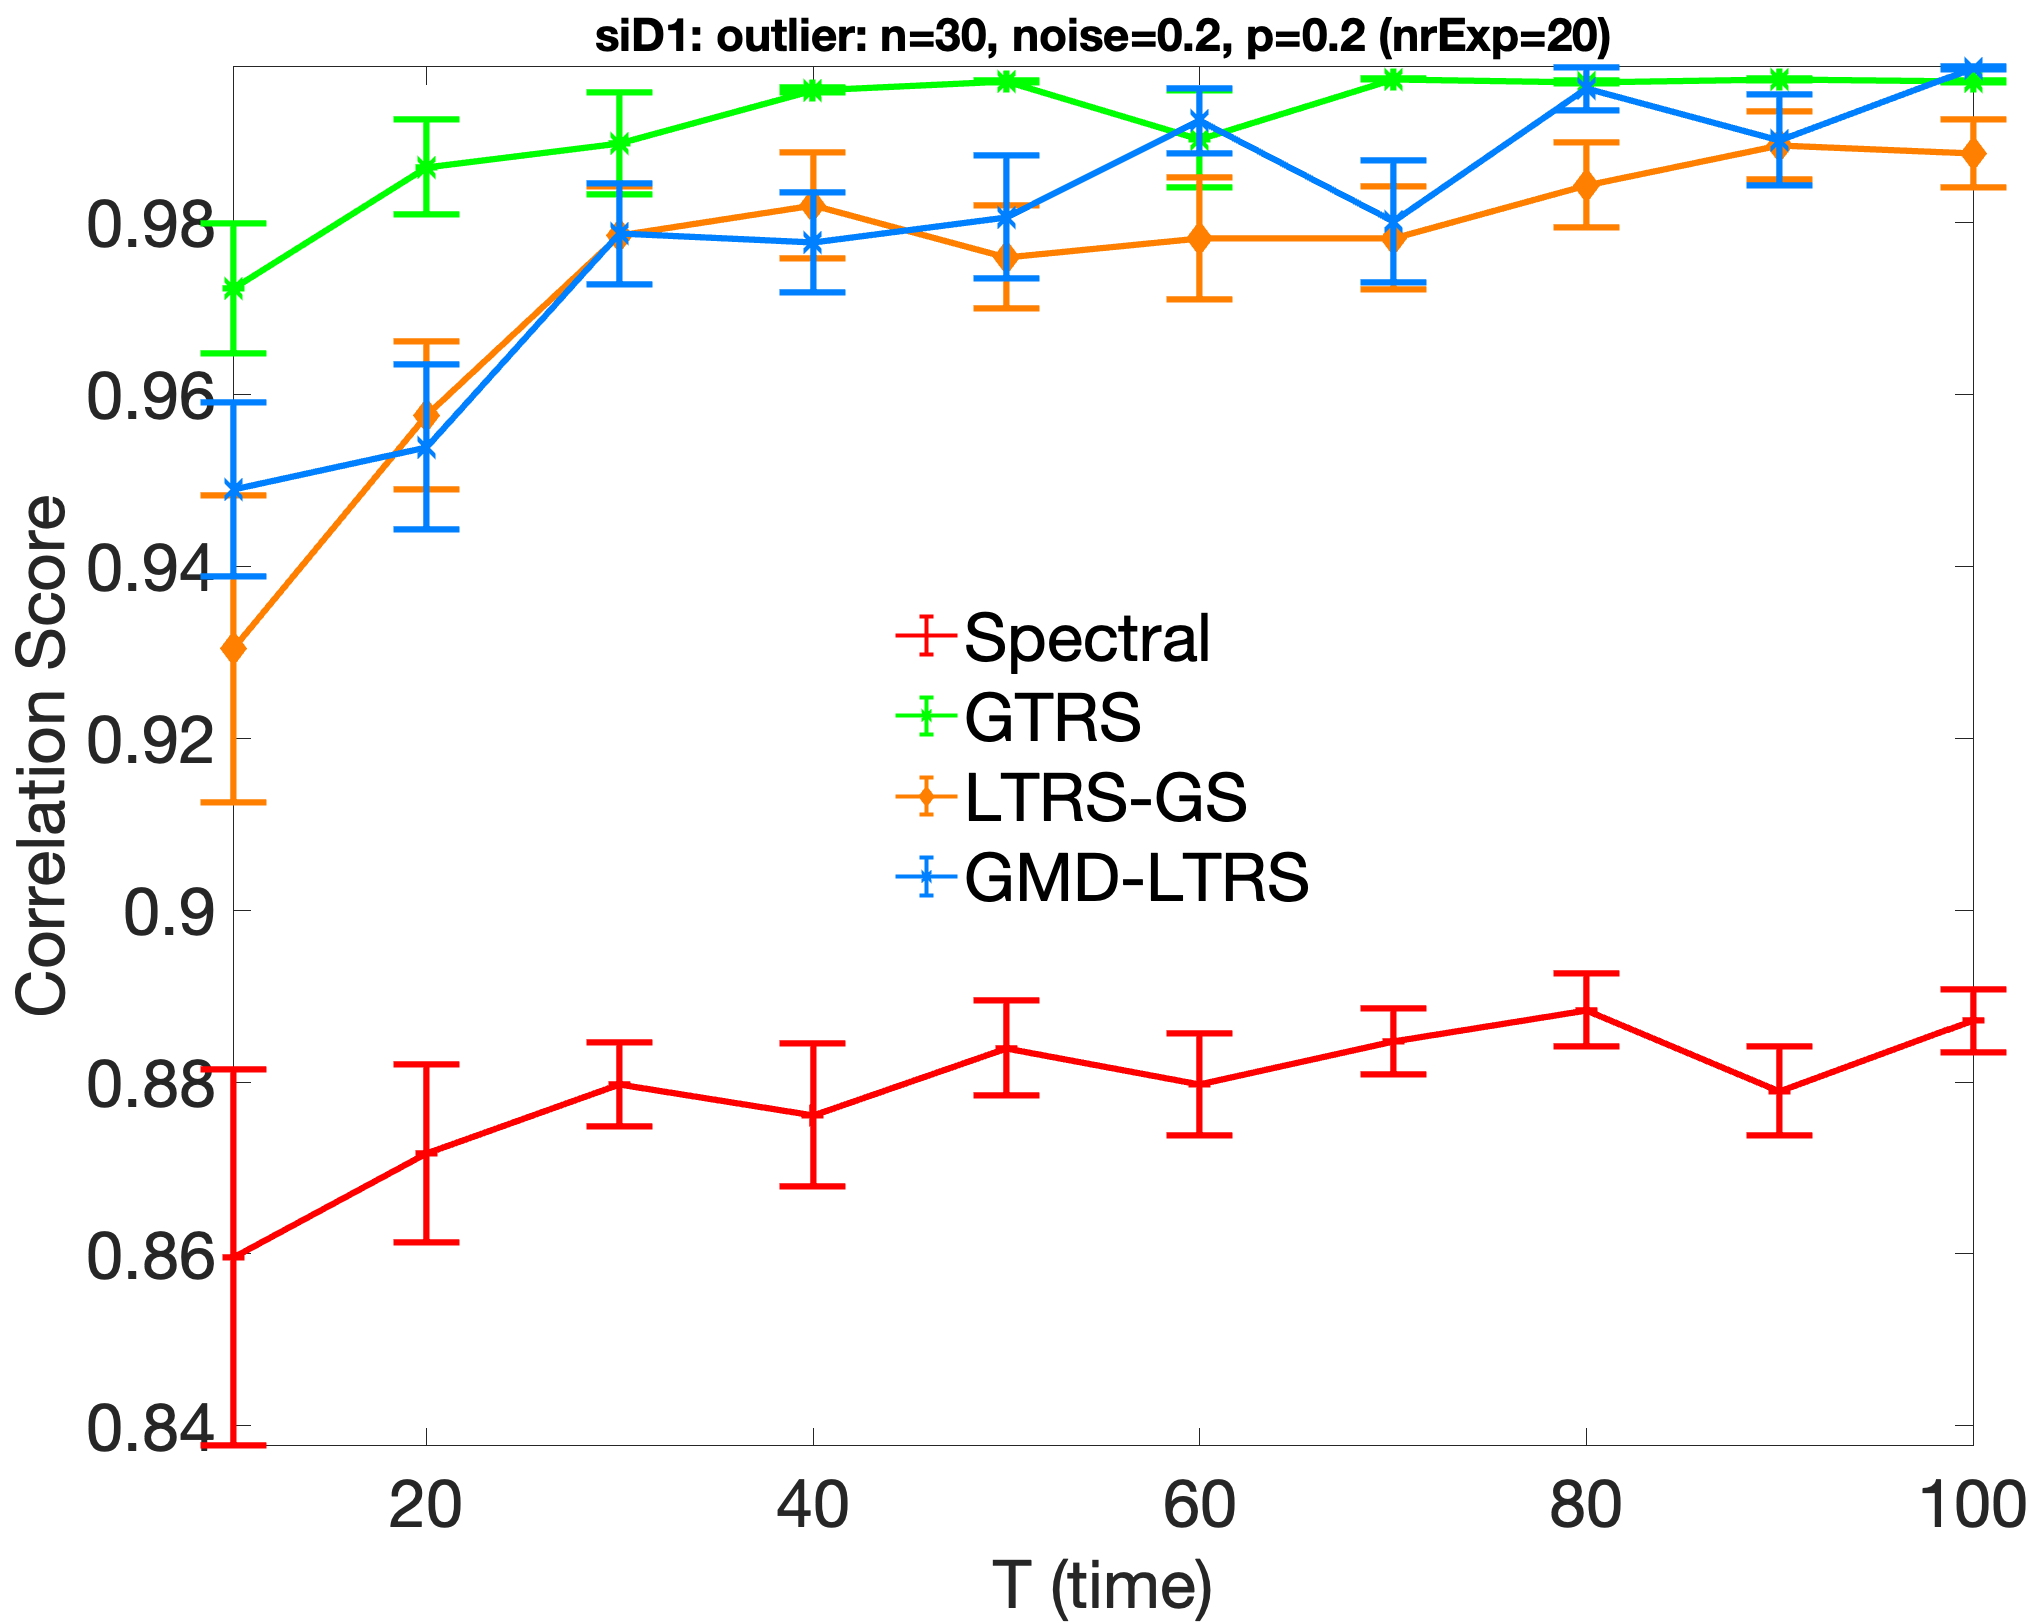 siD1: outlier: n=30, noise=0.2, p=0.2 (nrExp=20)
Correlation Score
0.98
0.96
0.94
0.92
0.9
0.88
0.86
0.84
Spectral
GTRS
LTRS-GS
GMD-LTRS
20 40 60 80 100
T (time)